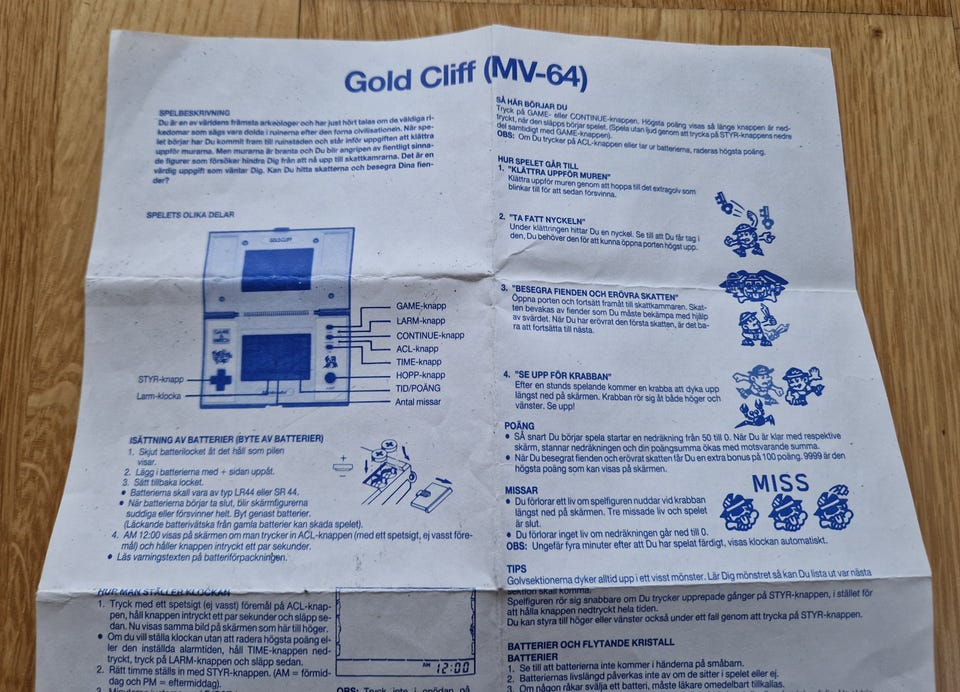 Gold Cliff (MV-64)
SPELBESKRIVNING
Du är en av världens främsta arkeologer och har just hört talas om de väldiga ri-
kedomar som sägs vara dolda i ruinerna efter den forna civilisationen. När spe-
let börjar har Du kommit fram till ruinstaden och står inför uppgiften att klättra
uppför murarna. Men murarna är branta och Du blir angripen av fientligt sinna-
de figurer som försöker hindra Dig från att nå upp till skattkamrarna. Det är en
värdig uppgift som väntar Dig. Kan Du hitta skatterna och besegra Dina fien-
der?
SPELETS OLIKA DELAR
GOLDCLIFF
GAME-knapp
LARM-knapp
CONTINUE-knapp
ACL-knapp
TIME-knapp
HOPP-knapp
TID/POÄNG
Antal missar
STYR-knapp
Larm-klocka
ISÄTTNING AV BATTERIER (BYTE AV BATTERIER)
1. Skjut batterilocket åt det håll som pilen
visar.
2. Lägg i batterierna med + sidan uppåt.
3. Sätt tillbaka locket.
• Batterierna skall vara av typ LR44 eller SR 44.
• När batterierna börjar ta slut, blir skärmfigurerna
suddiga eller försvinner helt. Byt genast batterier.
(Läckande batterivätska från gamla batterier kan skada spelet).
4. AM 12:00 visas på skärmen om man trycker in ACL-knappen (med ett spetsigt, ej vasst före-
mål) och håller knappen intryckt ett par sekunder.
• Läs varningstexten på batteriförpackningen.
HUR MAN STÄLLER KLOCKAN
1. Tryck med ett spetsigt (ej vasst) föremål på ACL-knap-
pen, håll knappen intryckt ett par sekunder och släpp se-
dan. Nu visas samma bild på skärmen som här till höger.
• Om du vill ställa klockan utan att radera högsta poäng el-
ler den inställda alarmtiden, håll TIME-knappen ned-
tryckt, tryck på LARM-knappen och släpp sedan.
2. Rätt timme ställs in med STYR-knappen. (AM = förmid-
dag och PM = eftermiddag).
AM 12:00
SÅ HÄR BÖRJAR DU
Tryck på GAME- eller CONTINUE-knappen. Högsta poäng visas så länge knappen är ned-
tryckt, när den släpps börjar spelet. (Spela utan ljud genom att trycka på STYR-knappens nedre
del samtidigt med GAME-knappen).
OBS: Om Du trycker på ACL-knappen eller tar ur batterierna, raderas högsta poäng.
HUR SPELET GÅR TILL
1. "KLÄTTRA UPPFÖR MUREN"
Klättra uppför muren genom att hoppa till det extragolv som
blinkar till för att sedan försvinna.
2. "TA FATT NYCKELN"
Under klättringen hittar Du en nyckel. Se till att Du får tag i
den, Du behöver den för att kunna öppna porten högst upp.
3. "BESEGRA FIENDEN OCH ERÖVRA SKATTEN"
Öppna porten och fortsätt framåt till skattkammaren. Skat-
ten bevakas av fiender som Du måste bekämpa med hjälp
av svärdet. När Du har erövrat den första skatten, är det ba-
ra att fortsätta till nästa.
4. "SE UPP FÖR KRABBAN"
Efter en stunds spelande kommer en krabba att dyka upp
längst ned på skärmen. Krabban rör sig åt både höger och
vänster. Se upp!
POÄNG
• SÅ snart Du börjar spela startar en nedräkning från 50 till 0. När Du är klar med respektive
skärm, stannar nedräkningen och din poängsumma ökas med motsvarande summa.
• När Du besegrat fienden och erövrat skatten får Du en extra bonus på 100 poäng. 9999 är den
högsta poäng som kan visas på skärmen.
MISS
MISSAR
• Du förlorar ett liv om spelfiguren nuddar vid krabban
längst ned på skärmen. Tre missade liv och spelet
är slut.
• Du förlorar inget liv om nedräkningen går ned till 0.
OBS: Ungefär fyra minuter efter att Du har spelat färdigt, visas klockan automatiskt.
TIPS
Golvsektionerna dyker alltid upp i ett visst mönster. Lär Dig mönstret så kan Du lista ut var nästa
sektion skall komma.
Spelfiguren rör sig snabbare om Du trycker upprepade gånger på STYR-knappen, i stället för
att hålla knappen nedtryckt hela tiden.
Du kan styra till höger eller vänster också under ett fall genom att trycka på STYR-knappen.
BATTERIER OCH FLYTANDE KRISTALL
BATTERIER
1. Se till att batterierna inte kommer i händerna på småbarn.
2. Batteriernas livslängd påverkas inte av om de sitter i spelet eller ej.
3. Om någon råkar svälja ett batteri, måste läkare omedelbart tillkallas.
OBS: Tryck inte i onödan på